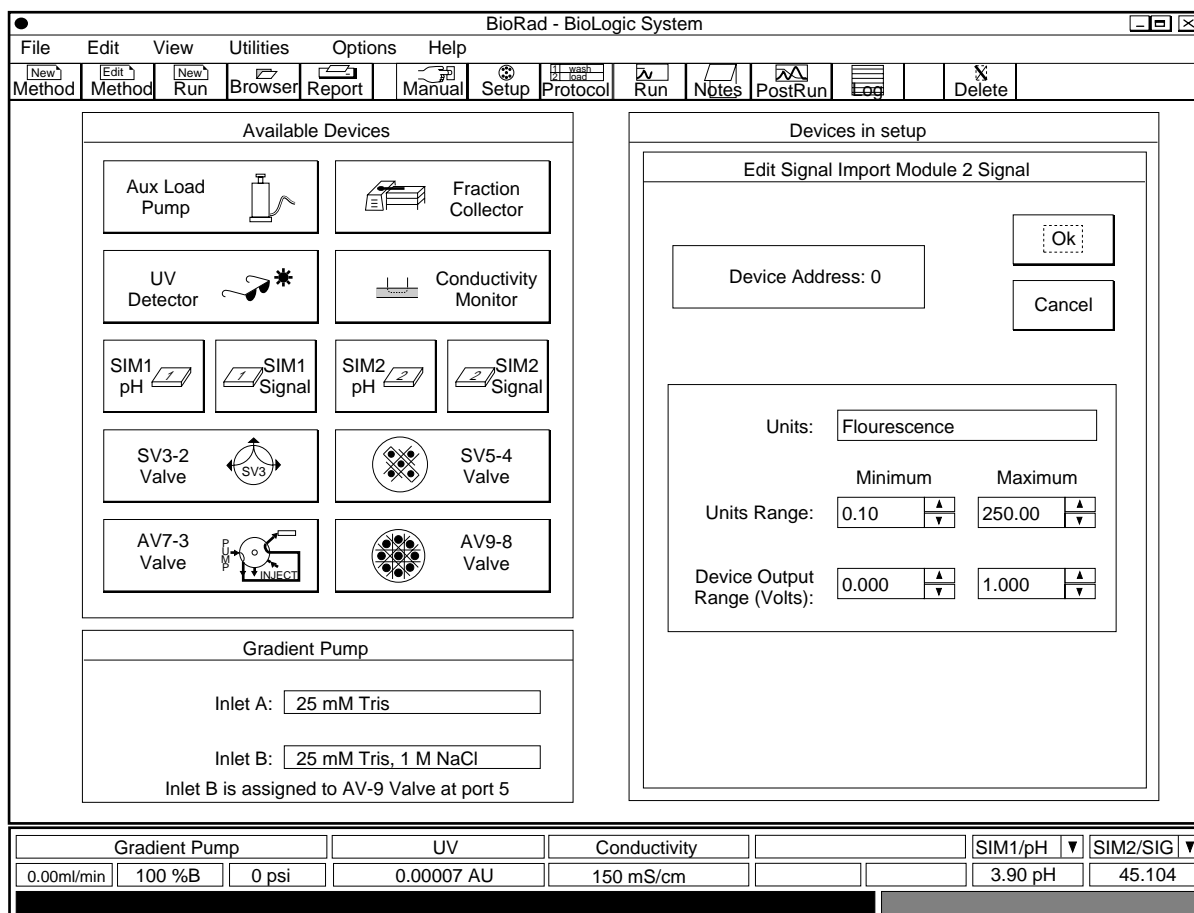 BioRad - BioLogic System
File Edit View Utilities Options Help
New Edit New 1 wash
2 load
Method Method Run Browser Report Manual Setup Protocol Run Notes PostRun Log Delete
Available Devices
Aux Load
Pump
Fraction
Collector
UV
Detector
Conductivity
Monitor
SIM1
pH
1
1
SIM1
Signal
SIM2
pH
2
2
SIM2
Signal
SV3-2
Valve
SV3
SV5-4
Valve
AV7-3
Valve
PUMP
INJECT
AV9-8
Valve
Gradient Pump
Inlet A: 25 mM Tris
Inlet B: 25 mM Tris, 1 M NaCl
Inlet B is assigned to AV-9 Valve at port 5
Devices in setup
Edit Signal Import Module 2 Signal
Device Address: 0
Ok
Cancel
Units: Flourescence
Minimum Maximum
Units Range: 0.10 250.00
Device Output
Range (Volts): 0.000 1.000
Gradient Pump UV Conductivity SIM1/pH SIM2/SIG
0.00ml/min 100 %B 0 psi 0.00007 AU 150 mS/cm 3.90 pH 45.104